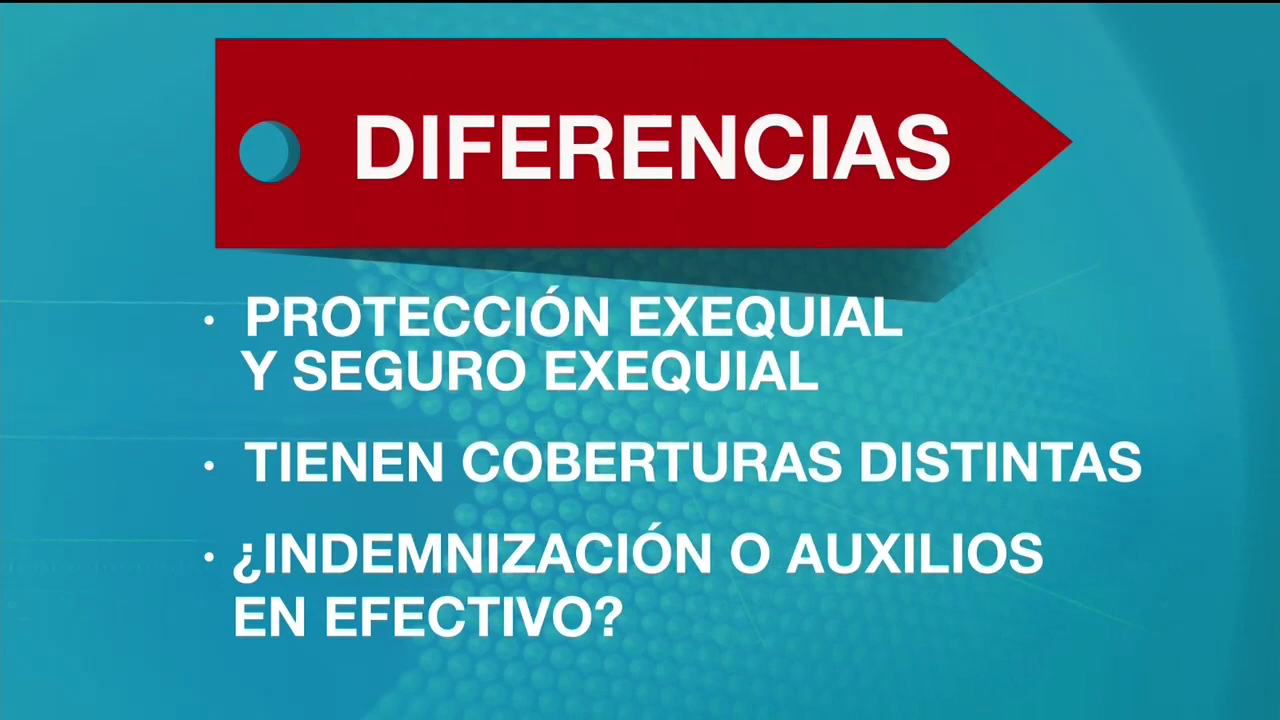 DIFERENCIAS
• PROTECCIÓN EXEQUIAL
Y SEGURO EXEQUIAL
• TIENEN COBERTURAS DISTINTAS
• ¿INDEMNIZACIÓN O AUXILIOS
EN EFECTIVO?